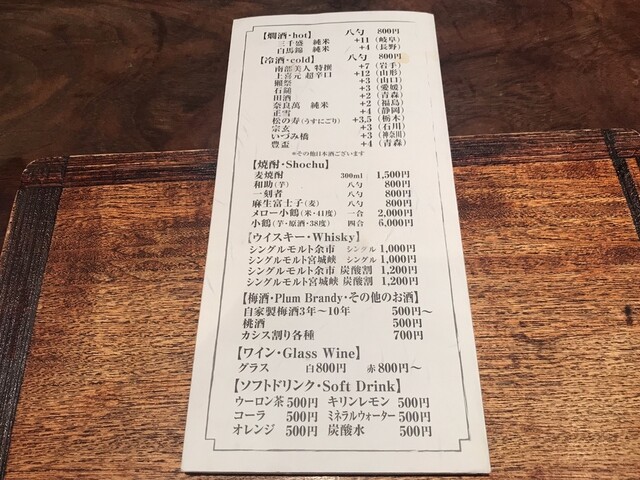 【燗酒・hot】 八勺 800円
三千盛 純米 +11 (岐阜)
白馬錦 純米 +4 (長野)
【冷酒・cold】 八勺 800円
南部美人 特撰 +7 (岩手)
上喜元 超辛口 +12 (山形)
獺祭 +3 (山口)
石鎚 +3 (愛媛)
田酒 +2 (青森)
奈良萬 純米 +2 (福島)
正雪 +4 (静岡)
松の寿(うすにごり) +3,5 (栃木)
宗玄 +3 (石川)
いづみ橋 +3 (神奈川)
豊盃 +4 (青森)
*その他日本酒ございます
【焼酎・Shochu】
麦焼酎 300ml 1,500円
和助(芋) 八勺 800円
一刻者 八勺 800円
麻生富士子(麦) 八勺 800円
メロー小鶴(米・41度) 一合 2,000円
小鶴(芋・原酒・38度) 四合 6,000円
【ウイスキー・Whisky】
シングルモルト余市 シングル 1,000円
シングルモルト宮城峡 シングル 1,000円
シングルモルト余市 炭酸割 1,200円
シングルモルト宮城峡 炭酸割 1,200円
【梅酒・Plum Brandy・その他のお酒】
自家製梅酒3年〜10年 500円〜
桃酒 500円
カシス割り各種 700円
【ワイン・Glass Wine】
グラス 白800円 赤800円〜
【ソフトドリンク・Soft Drink】
ウーロン茶 500円 キリンレモン 500円
コーラ 500円 ミネラルウォーター 500円
オレンジ 500円 炭酸水 500円